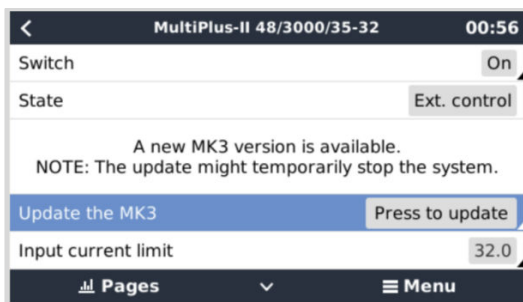 MultiPlus-II 48/3000/35-32 00:56
Switch On
State Ext. control
A new MK3 version is available.
NOTE: The update might temporarily stop the system.
Update the MK3 Press to update
Input current limit 32.0
Pages Menu